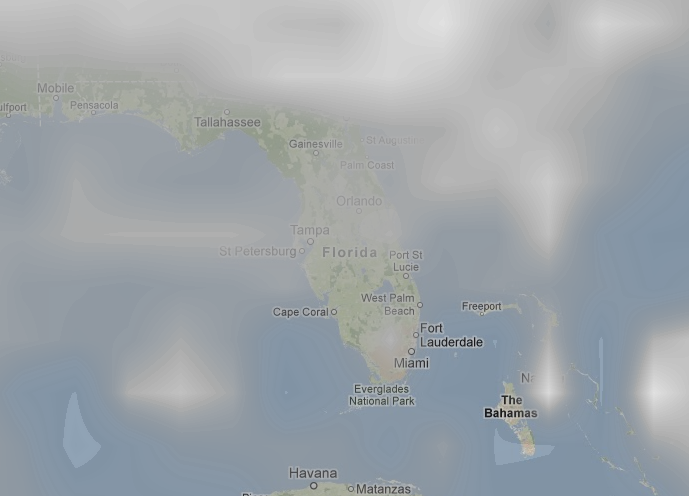 Mobile
ulfport
Pensacola
Tallahassee
St Augustine
Gainesville
Palm Coast
Orlando
Tampa
St Petersburg
Florida
Port St
Lucie
West Palm
Beach
Cape Coral
Freeport
Fort
Lauderdale
Miami
Everglades
National Park
Na
The
Bahamas
Havana
Matanzas